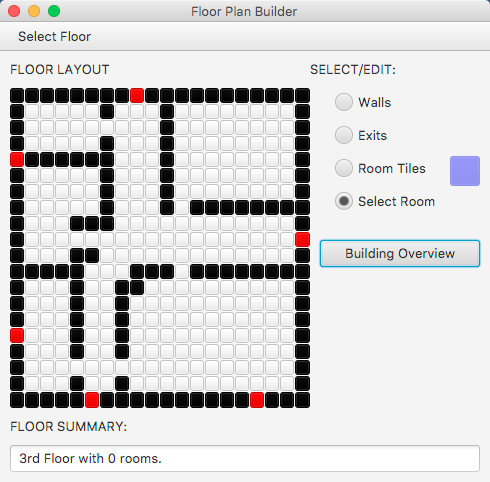 Floor Plan Builder
Select Floor
FLOOR LAYOUT
SELECT/EDIT:
Walls
Exits
Room Tiles
Select Room
Building Overview
FLOOR SUMMARY:
3rd Floor with 0 rooms.